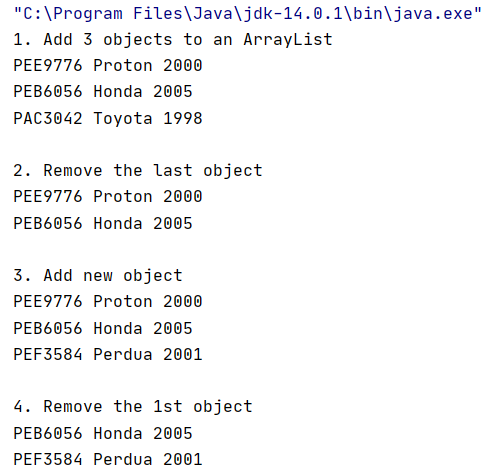 "C:\Program Files\Java\jdk-14.0.1\bin\java.exe"
1. Add 3 objects to an ArrayList
PEE9776 Proton 2000
PEB6056 Honda 2005
PAC3042 Toyota 1998
2. Remove the last object
PEE9776 Proton 2000
PEB6056 Honda 2005
3. Add new object
PEE9776 Proton 2000
PEB6056 Honda 2005
PEF3584 Perdua 2001
4. Remove the 1st object
PEB6056 Honda 2005
PEF3584 Perdua 2001